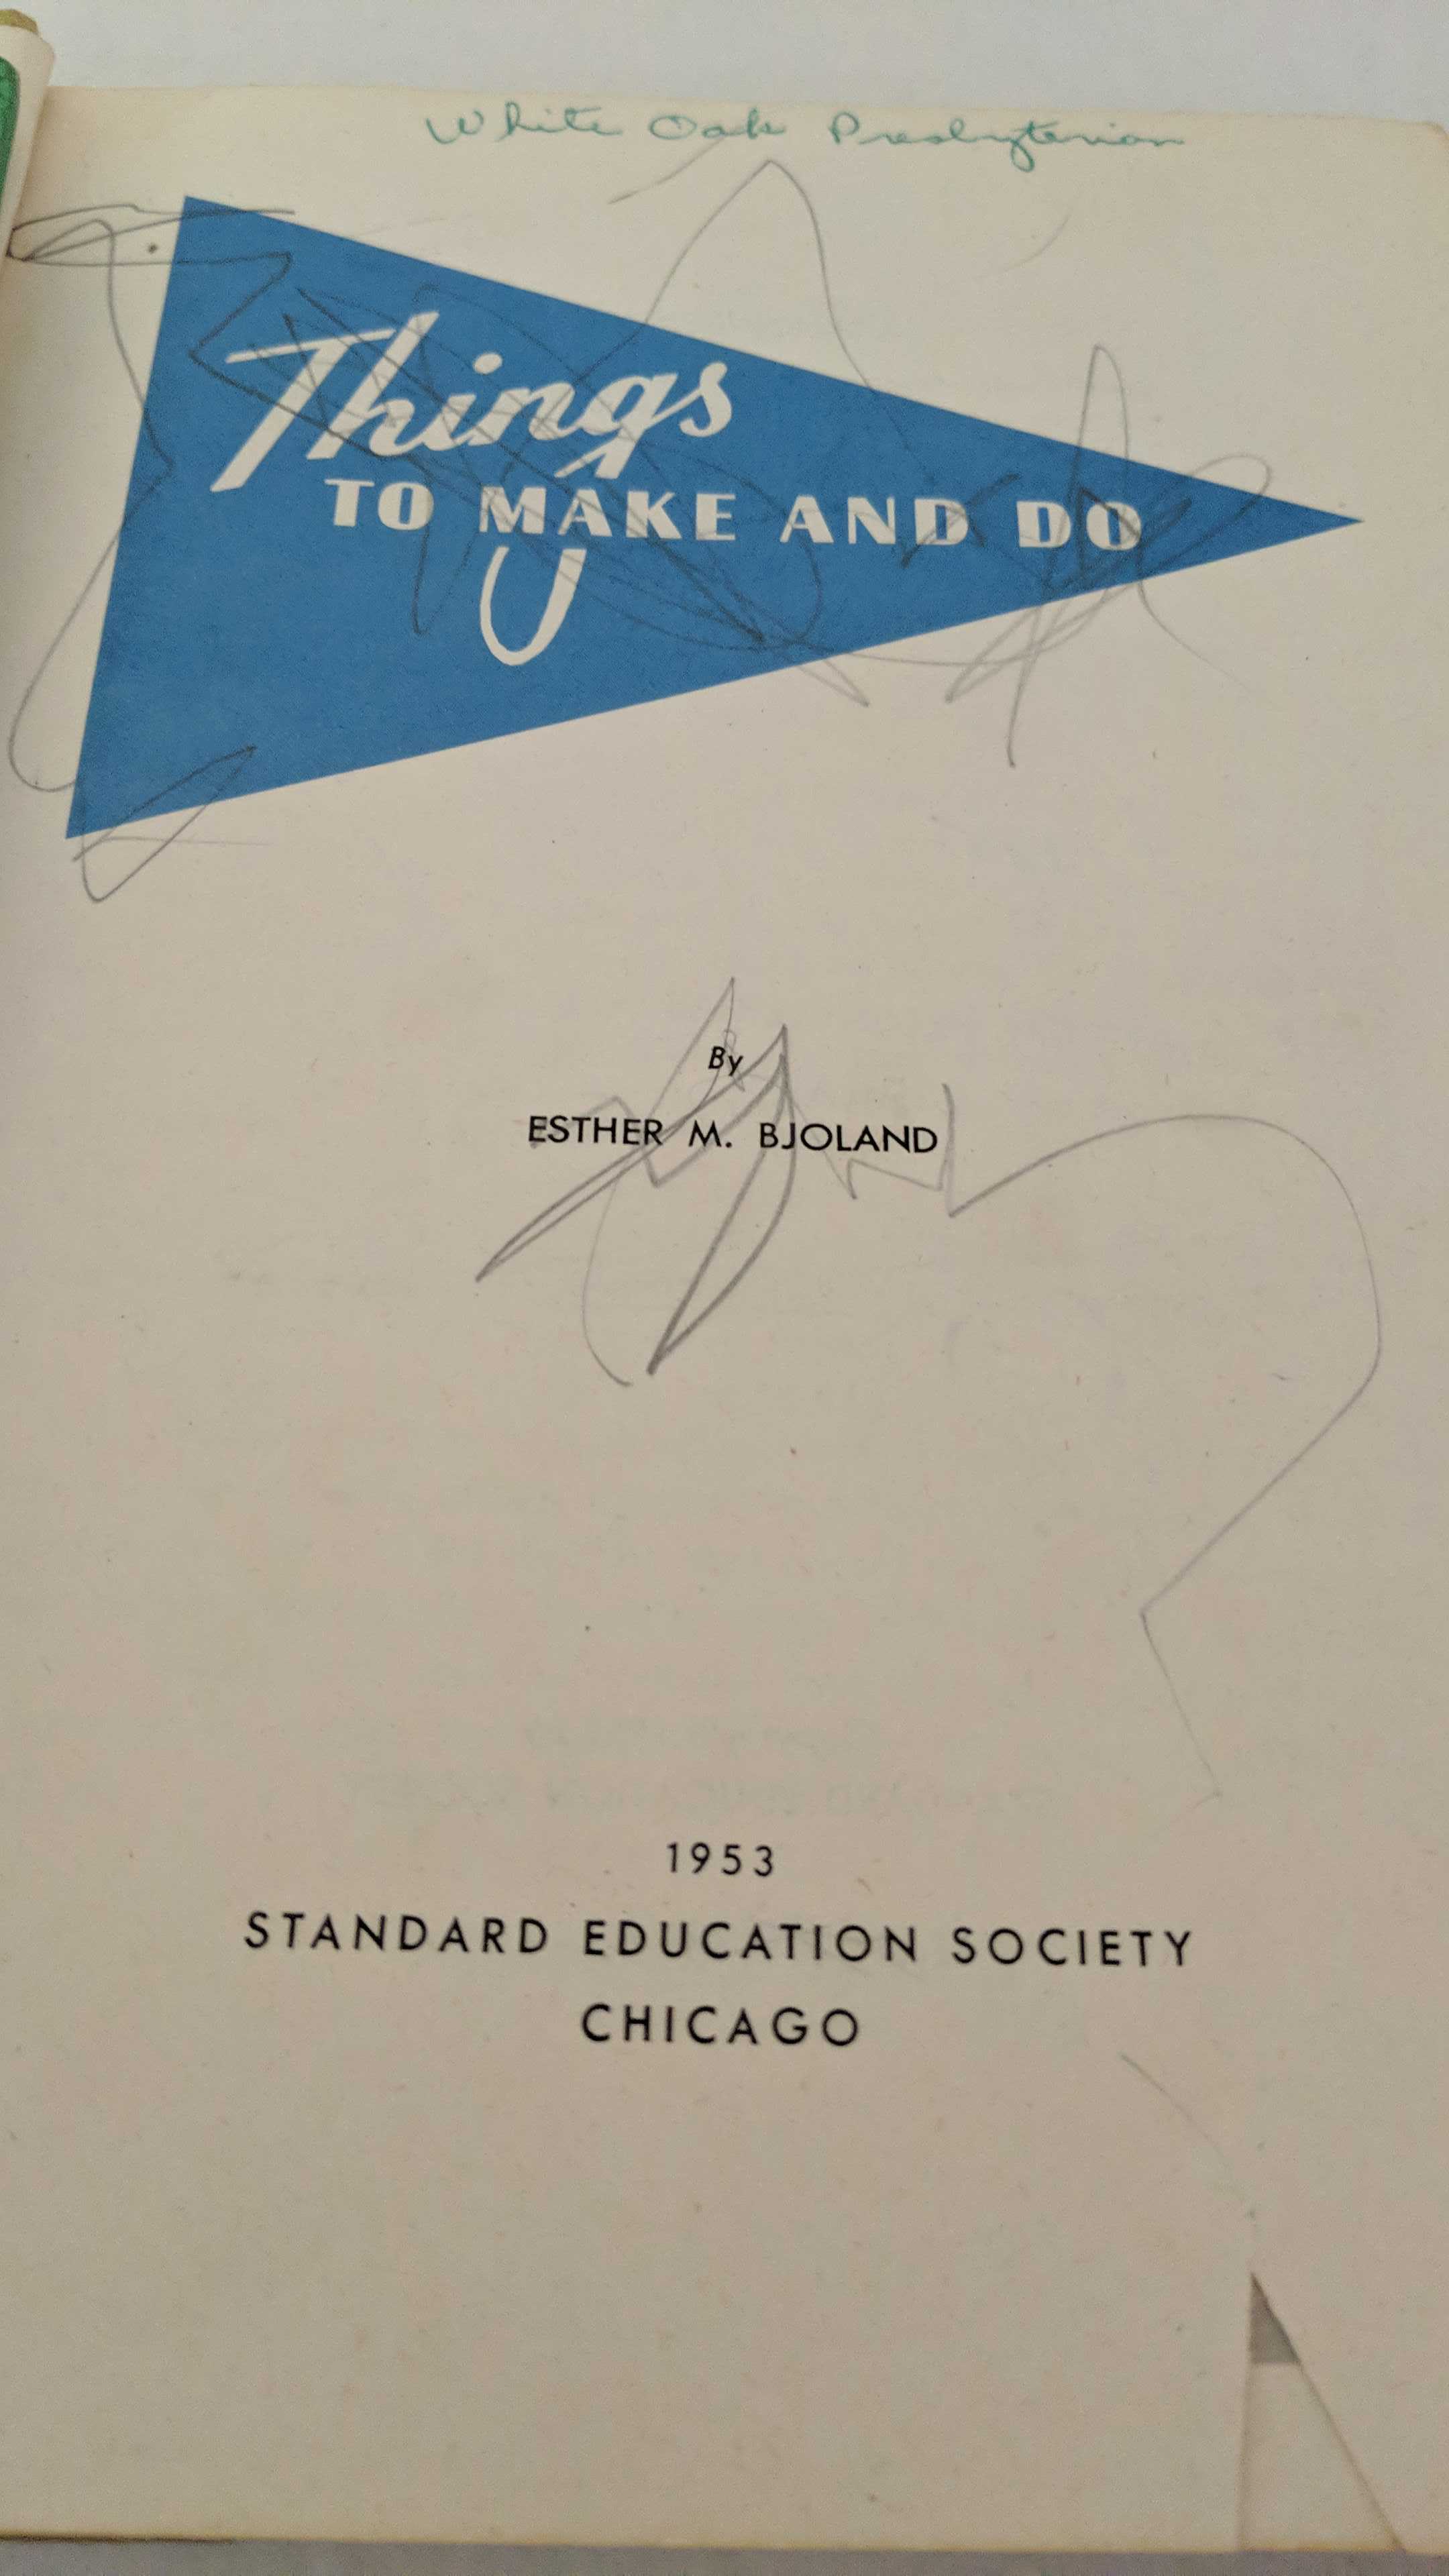 White Oak Presbyterian
Things
TO MAKE AND DO
By
ESTHER M. BJOLAND
1953
STANDARD EDUCATION SOCIETY
CHICAGO